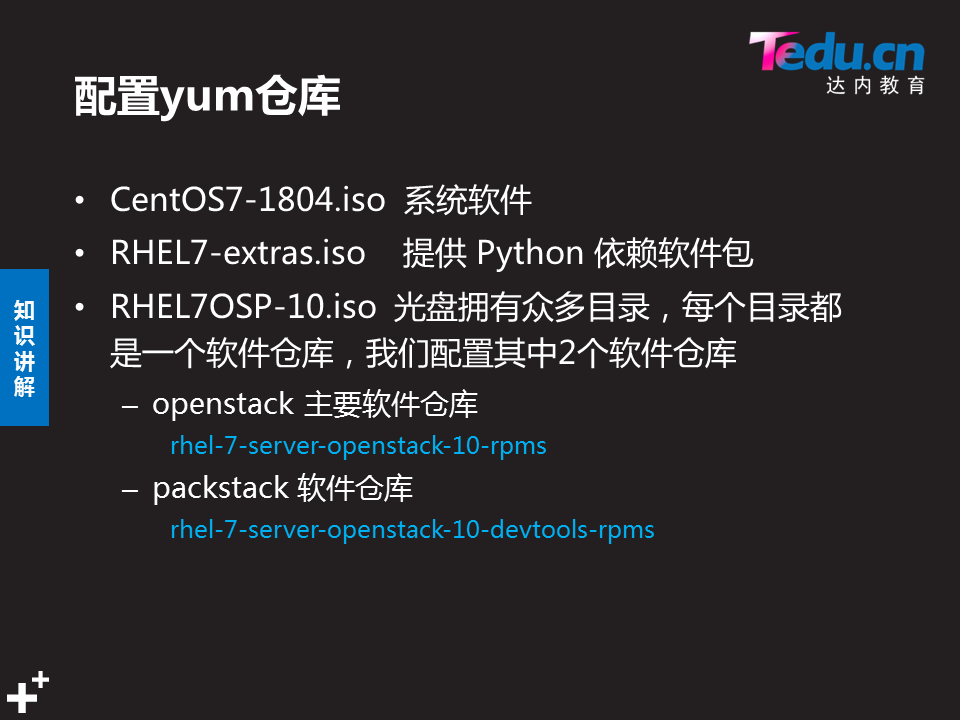 Tedu.cn
达内教育
配置yum仓库
• CentOS7-1804.iso 系统软件
• RHEL7-extras.iso 提供 Python 依赖软件包
• RHEL7OSP-10.iso 光盘拥有众多目录，每个目录都
是一个软件仓库，我们配置其中2个软件仓库
– openstack 主要软件仓库
rhel-7-server-openstack-10-rpms
– packstack 软件仓库
rhel-7-server-openstack-10-devtools-rpms
知
识
讲
解